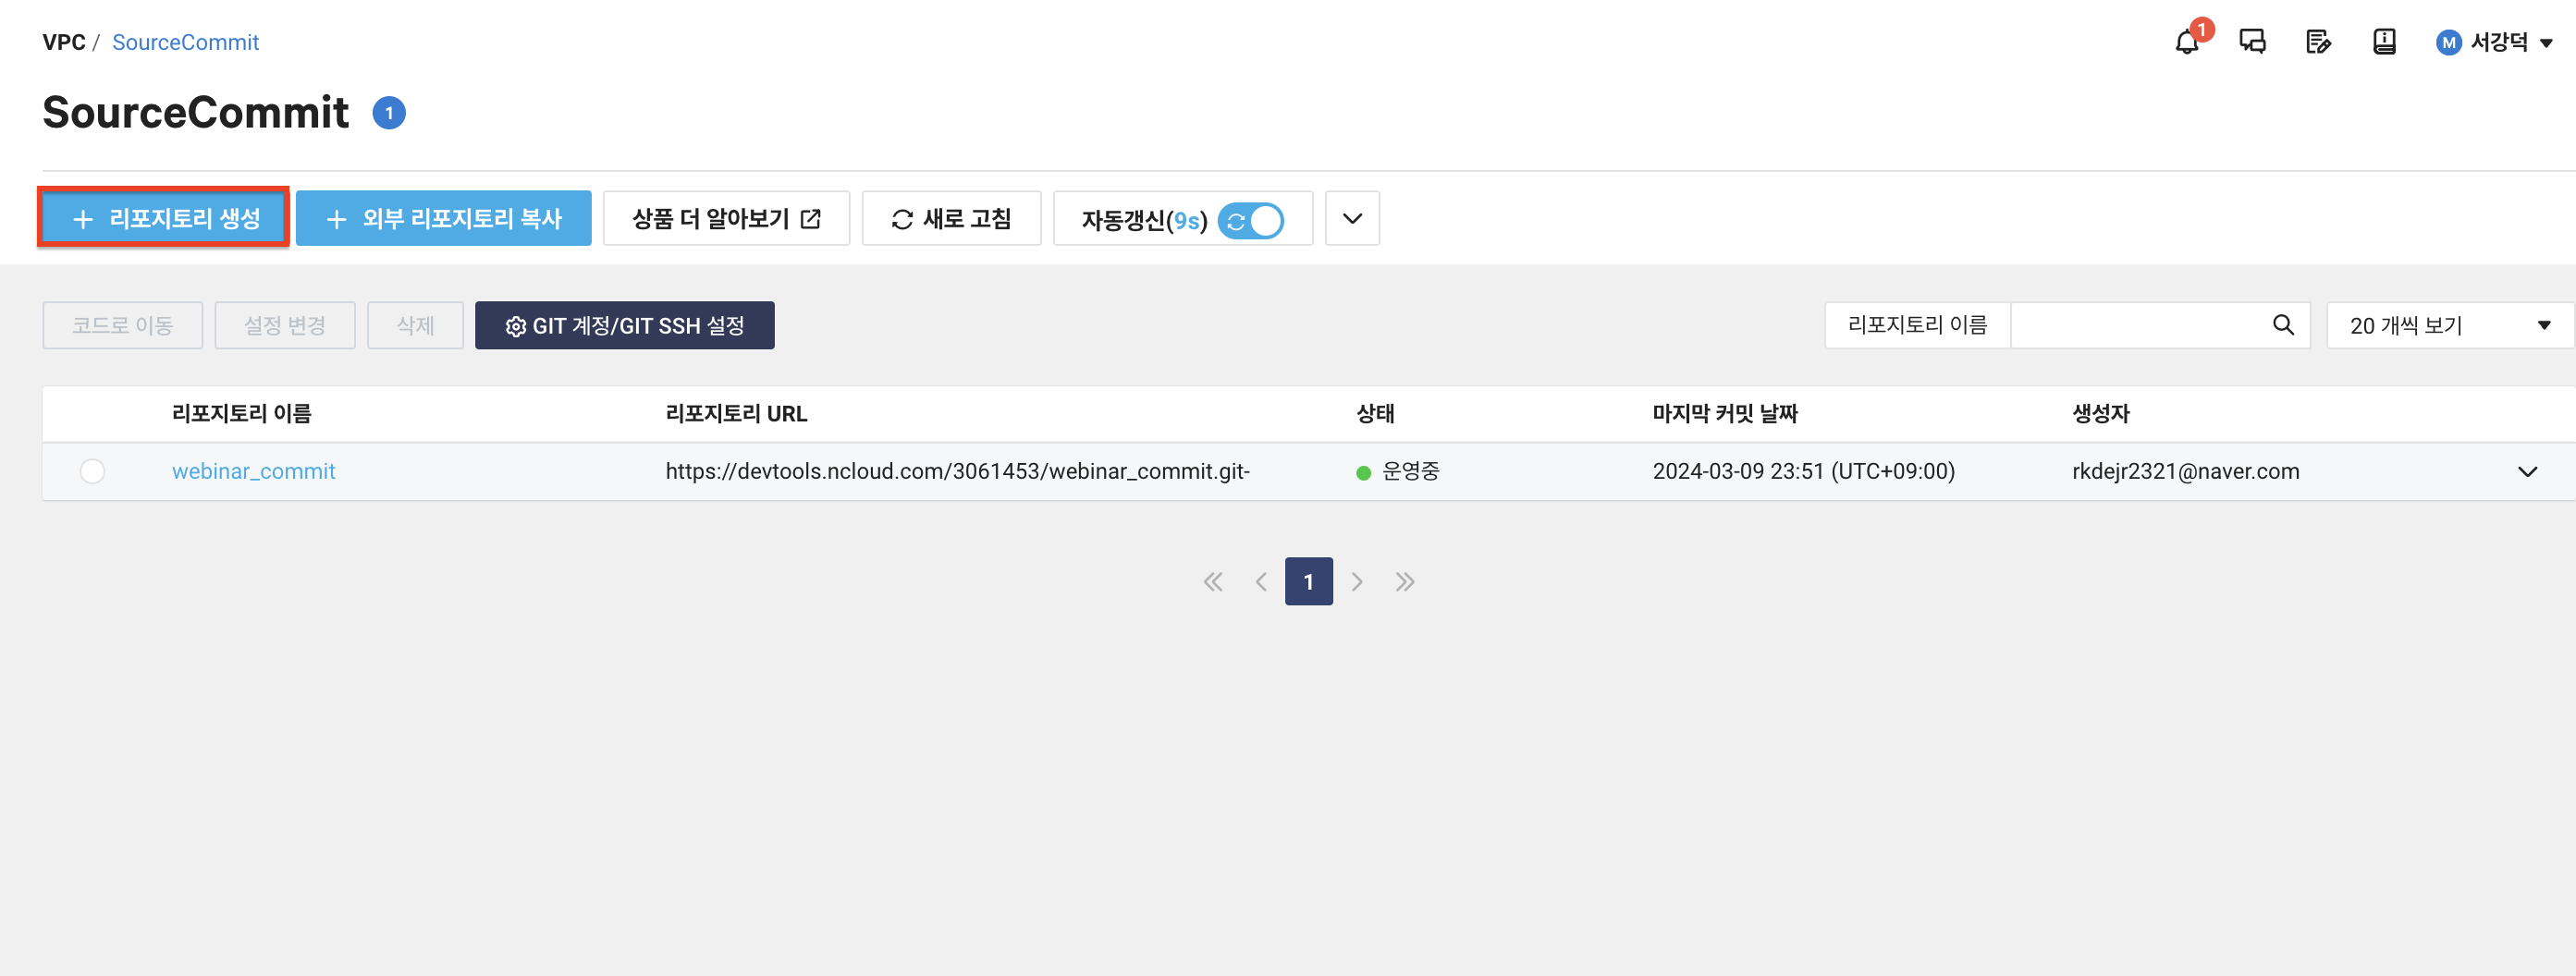 VPC / SourceCommit
1
M 서강덕
SourceCommit 1
+ 리포지토리 생성
+ 외부 리포지토리 복사
상품 더 알아보기
새로 고침
자동갱신(9s)
코드로 이동
설정 변경
삭제
GIT 계정/GIT SSH 설정
리포지토리 이름
20 개씩 보기
리포지토리 이름 리포지토리 URL 상태 마지막 커밋 날짜 생성자
webinar_commit https://devtools.ncloud.com/3061453/webinar_commit.git- 운영중 2024-03-09 23:51 (UTC+09:00) rkdejr2321@naver.com
1